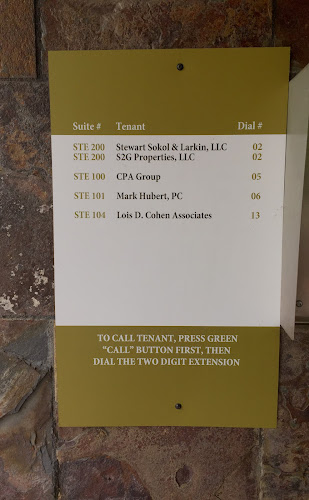 Suite # Tenant Dial #
STE 200 Stewart Sokol & Larkin, LLC 02
STE 200 S2G Properties, LLC 02
STE 100 CPA Group 05
STE 101 Mark Hubert, PC 06
STE 104 Lois D. Cohen Associates 13
TO CALL TENANT, PRESS GREEN
“CALL” BUTTON FIRST, THEN
DIAL THE TWO DIGIT EXTENSION